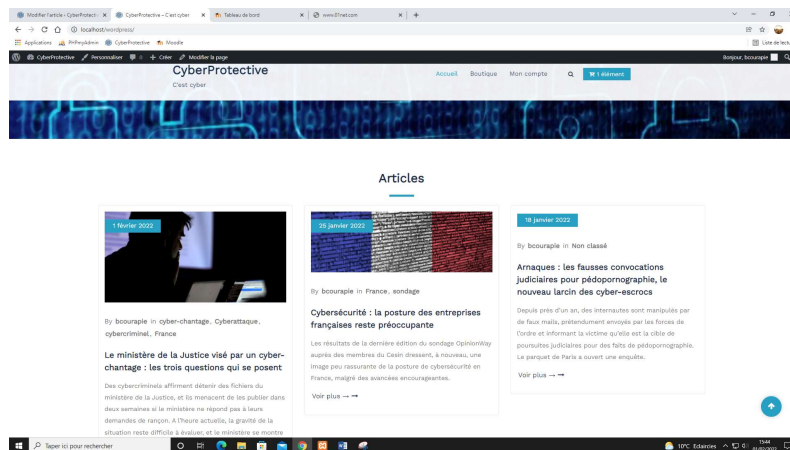 Modifier l'article ‹ CyberProtecti
CyberProtective – C'est cyber
Tableau de bord
www.01net.com
localhost/wordpress/
Applications PHPmyAdmin CyberProtective Moodle
Liste de lectu
CyberProtective Personnaliser 0 Créer Modifier la page
Bonjour, bcourapie
CyberProtective
C'est cyber
Accueil Boutique Mon compte 1 élément
Articles
1 février 2022
By bcourapie in cyber-chantage, Cyberattaque,
cybercriminel, France
Le ministère de la Justice visé par un cyber-
chantage : les trois questions qui se posent
Des cybercriminels affirment détenir des fichiers du
ministère de la Justice, et ils menacent de les publier dans
deux semaines si le ministère ne répond pas à leurs
demandes de rançon. A l'heure actuelle, la gravité de la
situation reste difficile à évaluer, et le ministère se montre
25 janvier 2022
By bcourapie in France, sondage
Cybersécurité : la posture des entreprises
françaises reste préoccupante
Les résultats de la dernière édition du sondage OpinionWay
auprès des membres du Cesin dressent, à nouveau, une
image peu rassurante de la posture de cybersécurité en
France, malgré des avancées encourageantes.
Voir plus → ➞
18 janvier 2022
By bcourapie in Non classé
Arnaques : les fausses convocations
judiciaires pour pédopornographie, le
nouveau larcin des cyber-escrocs
Depuis près d'un an, des internautes sont manipulés par
de faux mails, prétendument envoyés par les forces de
l'ordre et informant la victime qu'elle est la cible de
poursuites judiciaires pour des faits de pédopornographie.
Le parquet de Paris a ouvert une enquête.
Voir plus → ➞
Taper ici pour rechercher
10°C Eclaircies
15:44
01/02/2022